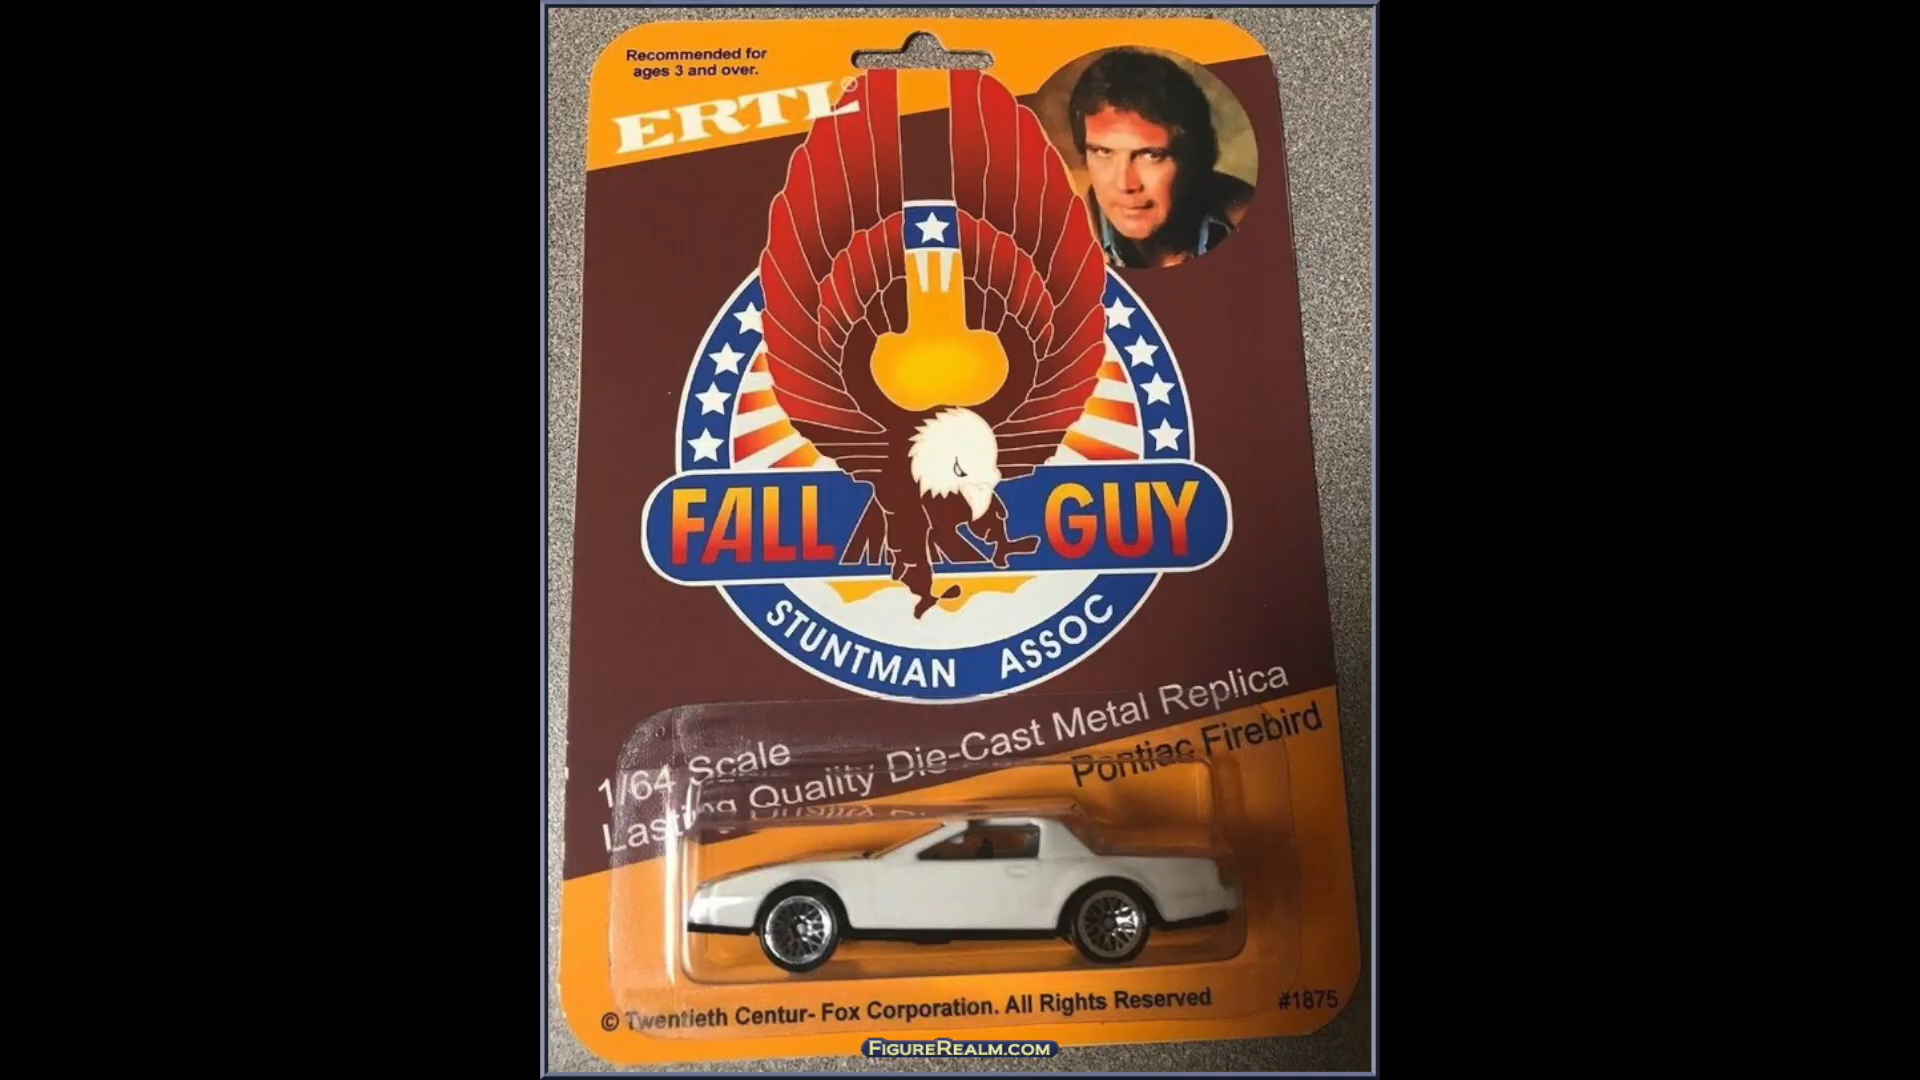 Recommended for
ages 3 and over.
ERTL®
FALL GUY
STUNTMAN ASSOC
1/64 Scale
Lasting Quality Die-Cast Metal Replica
Pontiac Firebird
© Twentieth Centur- Fox Corporation. All Rights Reserved
#1875
FIGUREREALM.COM